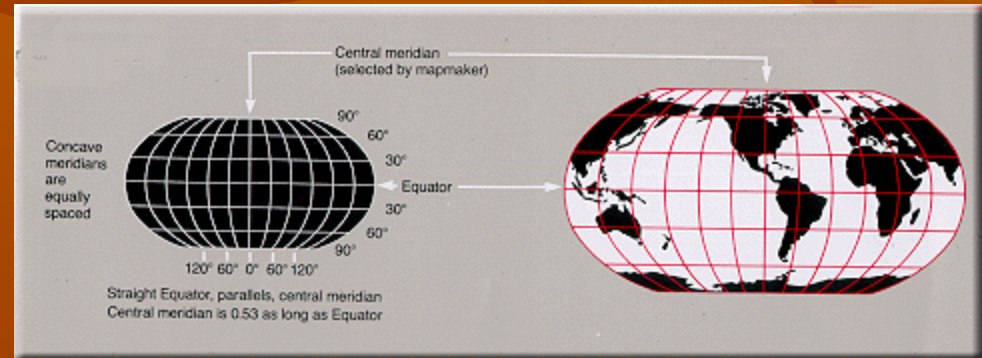 Central meridian
(selected by mapmaker)
Concave
meridians
are
equally
spaced
90°
60°
30°
Equator
30°
60°
90°
120° 60° 0° 60° 120°
Straight Equator, parallels, central meridian
Central meridian is 0.53 as long as Equator